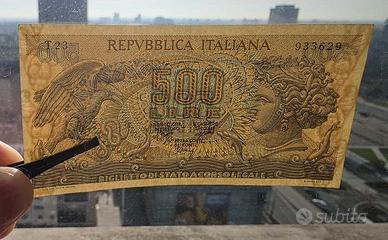 T 23 REPVBBLICA ITALIANA 933629
500
LIRE
BIGLIETTO DI STATO A CORSO LEGALE
subito